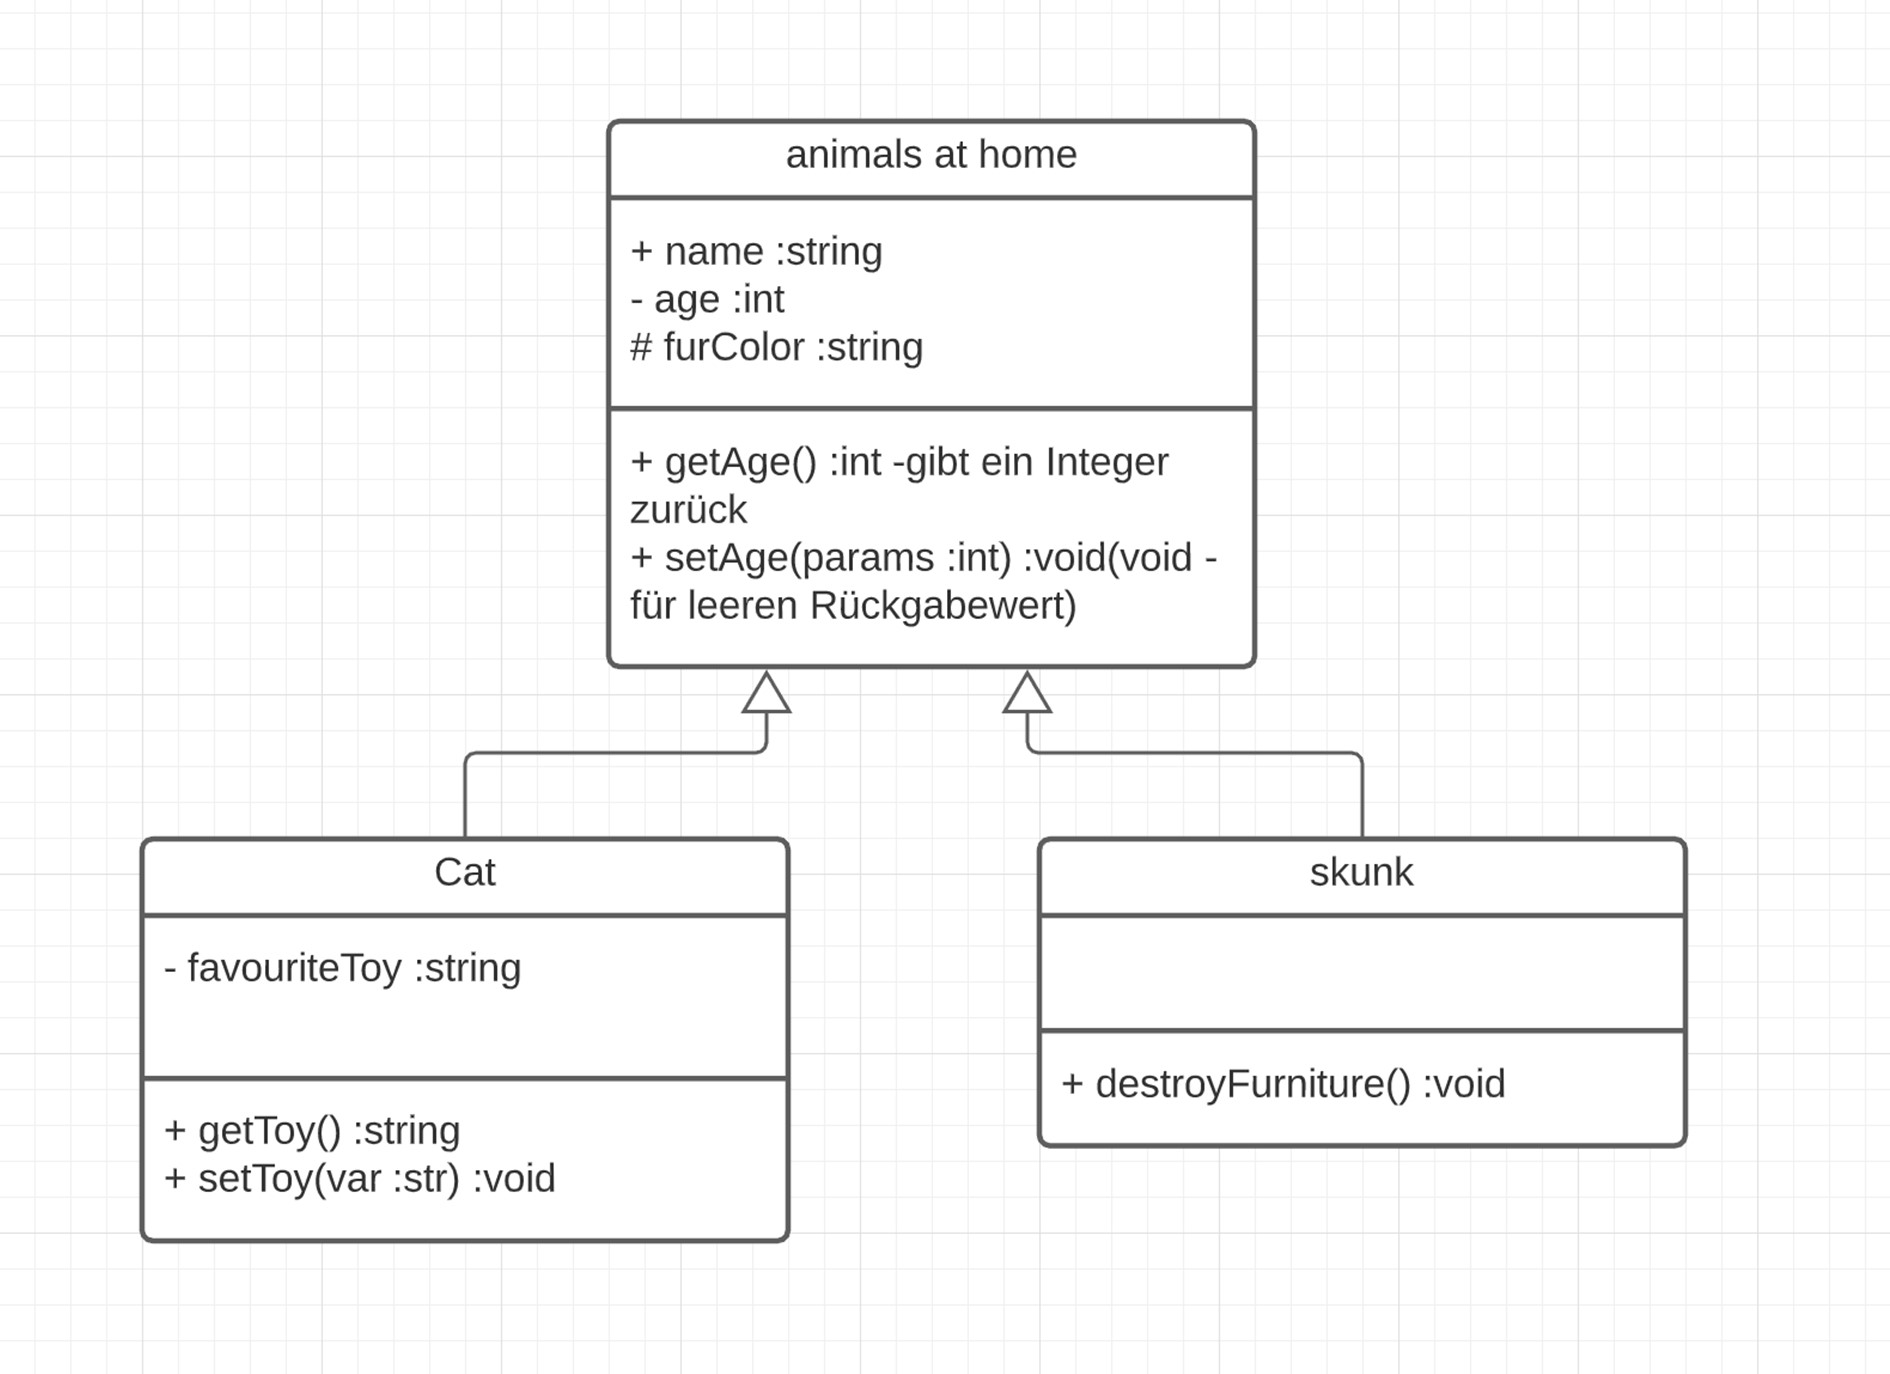 animals at home
+ name :string
- age :int
# furColor :string
+ getAge() :int -gibt ein Integer
zurück
+ setAge(params :int) :void(void -
für leeren Rückgabewert)
Cat
- favouriteToy :string
+ getToy() :string
+ setToy(var :str) :void
skunk
+ destroyFurniture() :void